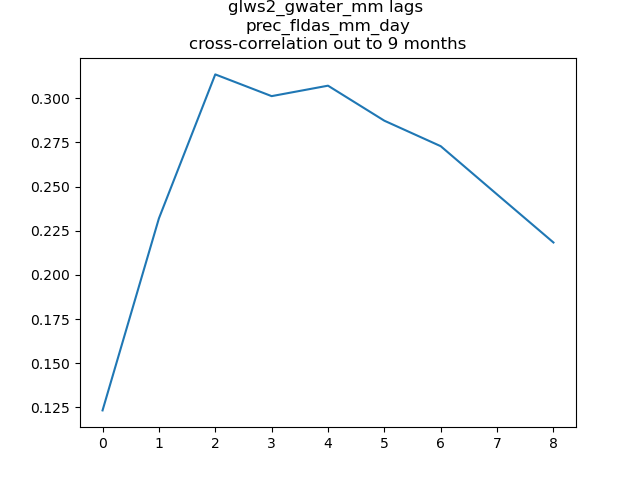 glws2_gwater_mm lags
prec_fldas_mm_day
cross-correlation out to 9 months
0.300
0.275
0.250
0.225
0.200
0.175
0.150
0.125
0 1 2 3 4 5 6 7 8